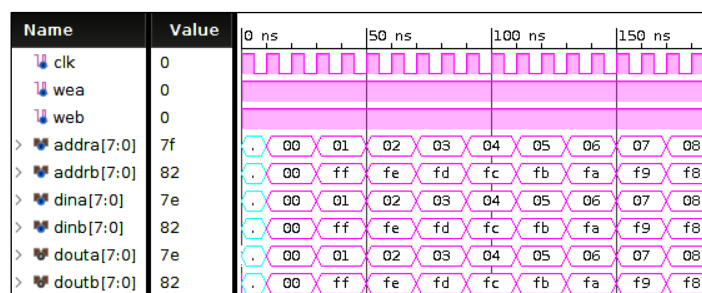 Name Value 0 ns 50 ns 100 ns 150 ns
clk 0
wea 0
web 0
addra[7:0] 7f . 00 01 02 03 04 05 06 07 08
addrb[7:0] 82 . 00 ff fe fd fc fb fa f9 f8
dina[7:0] 7e . 00 01 02 03 04 05 06 07 08
dinb[7:0] 82 . 00 ff fe fd fc fb fa f9 f8
douta[7:0] 7e . 00 01 02 03 04 05 06 07 08
doutb[7:0] 82 . 00 ff fe fd fc fb fa f9 f8